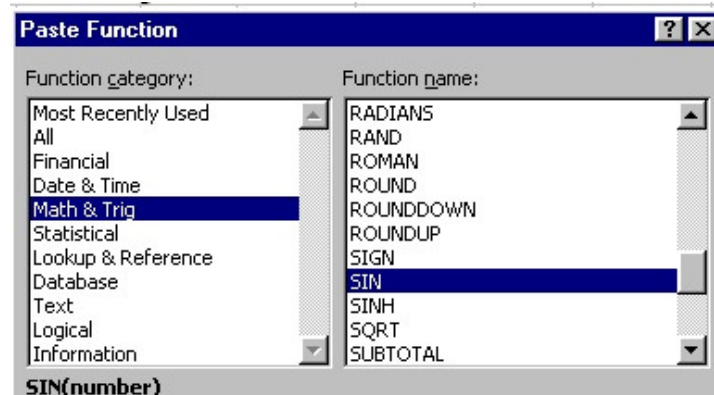 Paste Function
Function category:
Most Recently Used
All
Financial
Date & Time
Math & Trig
Statistical
Lookup & Reference
Database
Text
Logical
Information
Function name:
RADIANS
RAND
ROMAN
ROUND
ROUNDDOWN
ROUNDUP
SIGN
SIN
SINH
SQRT
SUBTOTAL
SIN(number)